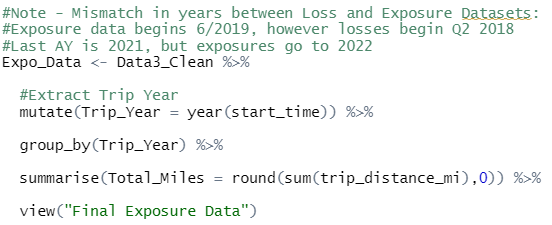 #Note - Mismatch in years between Loss and Exposure Datasets:
#Exposure data begins 6/2019, however losses begin Q2 2018
#Last AY is 2021, but exposures go to 2022
Expo_Data <- Data3_Clean %>%
#Extract Trip Year
mutate(Trip_Year = year(start_time)) %>%
group_by(Trip_Year) %>%
summarise(Total_Miles = round(sum(trip_distance_mi),0)) %>%
view("Final Exposure Data")